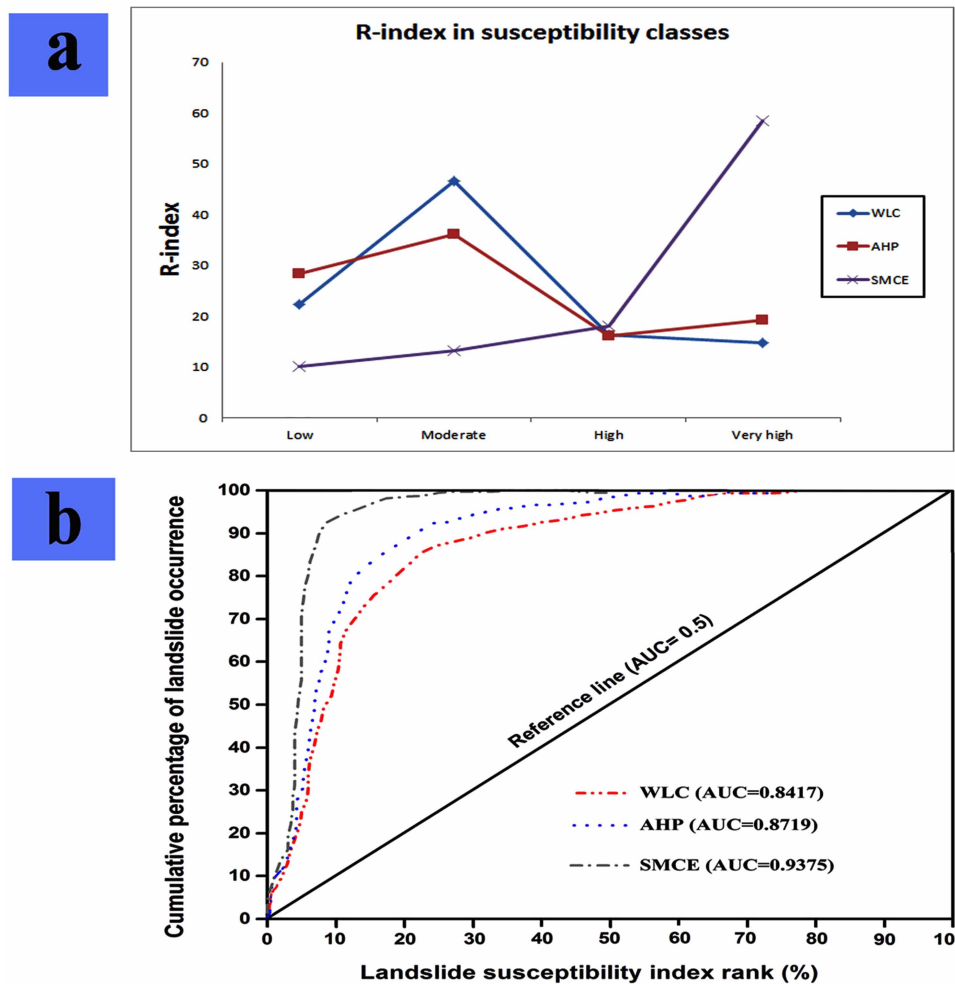 a
R-index in susceptibility classes
70
60
50
40
30
20
10
0
R-index
Low Moderate High Very high
WLC
AHP
SMCE
b
100
90
80
70
60
50
40
30
20
10
0
Cumulative percentage of landslide occurrence
Reference line (AUC= 0.5)
WLC (AUC=0.8417)
AHP (AUC=0.8719)
SMCE (AUC=0.9375)
0 10 20 30 40 50 60 70 80 90 10
Landslide susceptibility index rank (%)